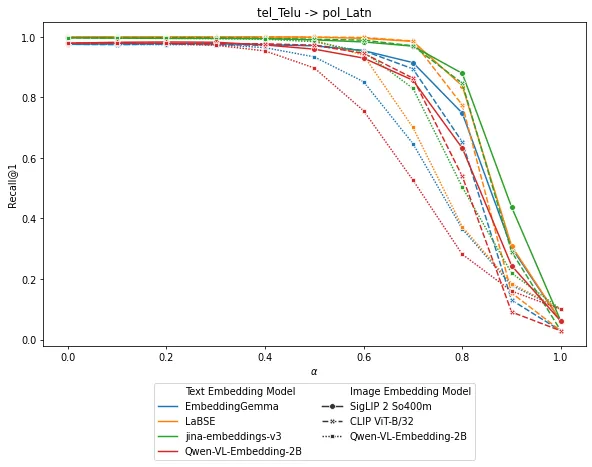 tel_Telu -> pol_Latn
1.0
0.8
0.6
0.4
0.2
0.0
Recall@1
0.0 0.2 0.4 0.6 0.8 1.0
α
Text Embedding Model Image Embedding Model
EmbeddingGemma SigLIP 2 So400m
LaBSE CLIP ViT-B/32
jina-embeddings-v3 Qwen-VL-Embedding-2B
Qwen-VL-Embedding-2B